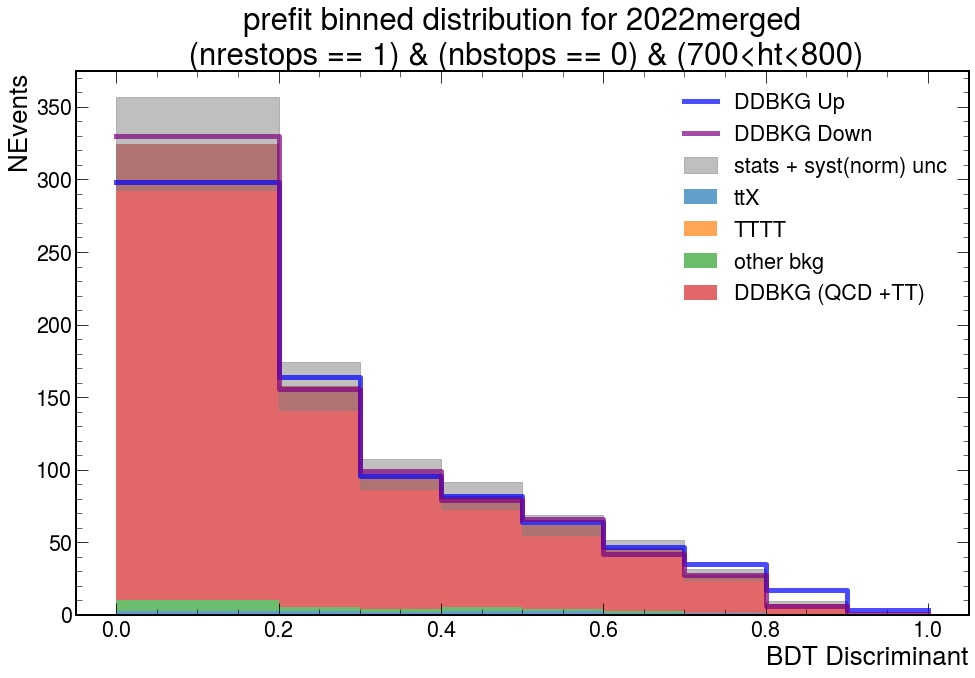 prefit binned distribution for 2022merged
(nrestops == 1) & (nbstops == 0) & (700<ht<800)
NEvents
350
300
250
200
150
100
50
0
DDBKG Up
DDBKG Down
stats + syst(norm) unc
ttX
TTTT
other bkg
DDBKG (QCD +TT)
0.0 0.2 0.4 0.6 0.8 1.0
BDT Discriminant